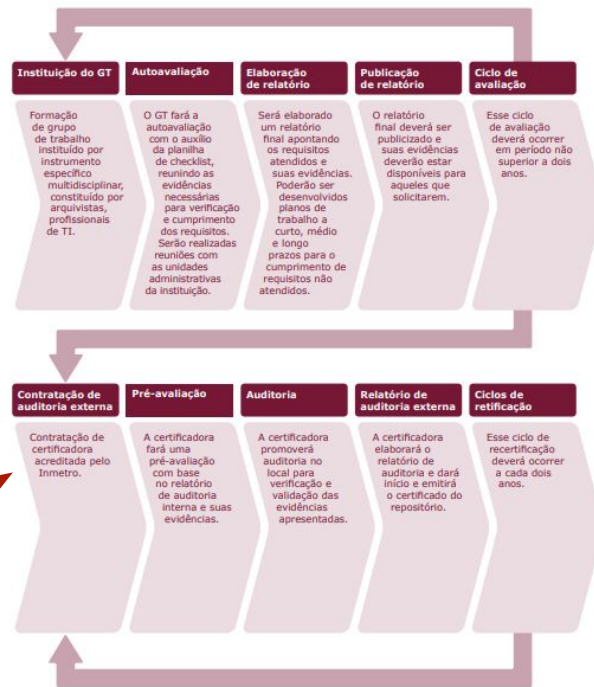 Instituição do GT
Autoavaliação
Elaboração
de relatório
Publicação
de relatório
Ciclo de
avaliação
Formação
de grupo
de trabalho
instituído por
instrumento
específico
multidisciplinar,
constituído por
arquivistas,
profissionais
de TI.
O GT fará a
autoavaliação
com o auxílio
da planilha
de checklist,
reunindo as
evidências
necessárias
para verificação
e cumprimento
dos requisitos.
Serão realizadas
reuniões com
as unidades
administrativas
da instituição.
Será elaborado
um relatório
final apontando
os requisitos
atendidos e
suas evidências.
Poderão ser
desenvolvidos
planos de
trabalho a
curto, médio
e longo
prazos para o
cumprimento de
requisitos não
atendidos.
O relatório
final deverá ser
publicizado e
suas evidências
deverão estar
disponíveis para
aqueles que
solicitarem.
Esse ciclo
de avaliação
deverá ocorrer
em período não
superior a dois
anos.
Contratação de
auditoria externa
Pré-avaliação
Auditoria
Relatório de
auditoria externa
Ciclos de
retificação
Contratação de
certificadora
acreditada pelo
Inmetro.
A certificadora
fará uma
pré-avaliação
com base
no relatório
de auditoria
interna e suas
evidências.
A certificadora
promoverá
auditoria no
local para
verificação e
validação das
evidências
apresentadas.
A certificadora
elaborará o
relatório de
auditoria e dará
início e emitirá
o certificado do
repositório.
Esse ciclo de
recertificação
deverá ocorrer
a cada dois
anos.